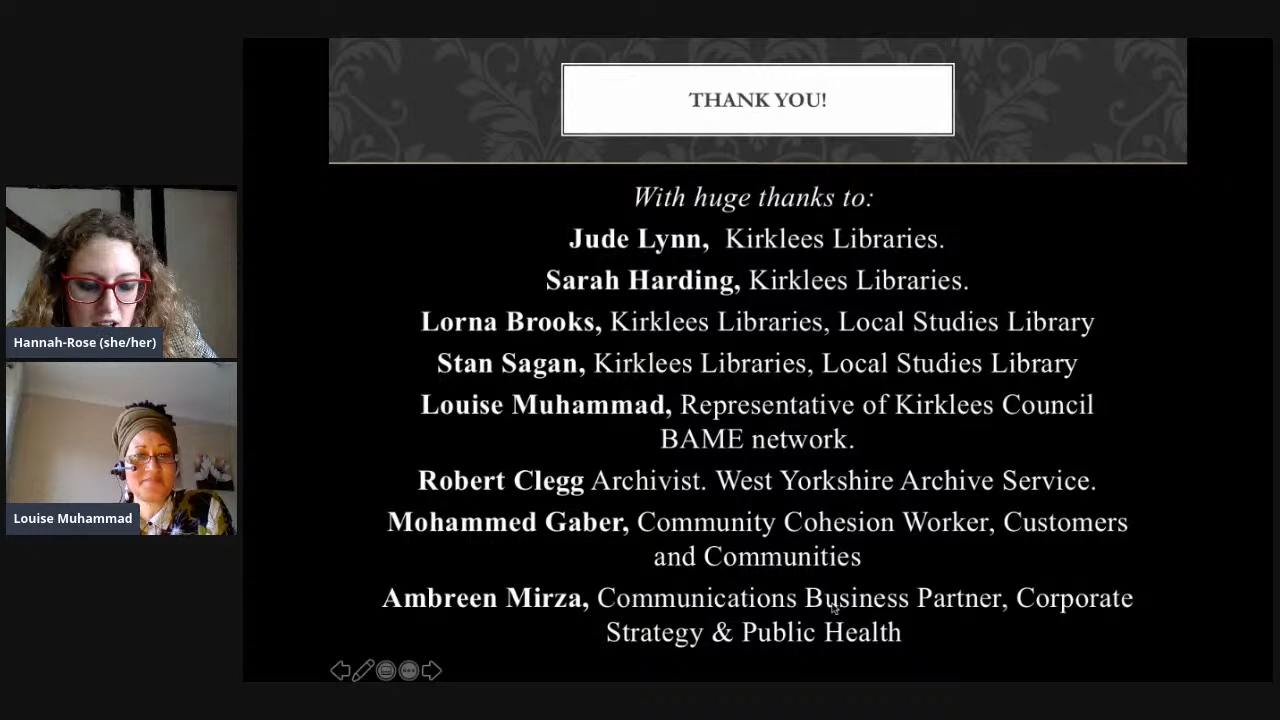 THANK YOU!
With huge thanks to:
Jude Lynn, Kirklees Libraries.
Sarah Harding, Kirklees Libraries.
Lorna Brooks, Kirklees Libraries, Local Studies Library
Stan Sagan, Kirklees Libraries, Local Studies Library
Louise Muhammad, Representative of Kirklees Council
BAME network.
Robert Clegg Archivist. West Yorkshire Archive Service.
Mohammed Gaber, Community Cohesion Worker, Customers
and Communities
Ambreen Mirza, Communications Business Partner, Corporate
Strategy & Public Health
Hannah-Rose (she/her)
Louise Muhammad